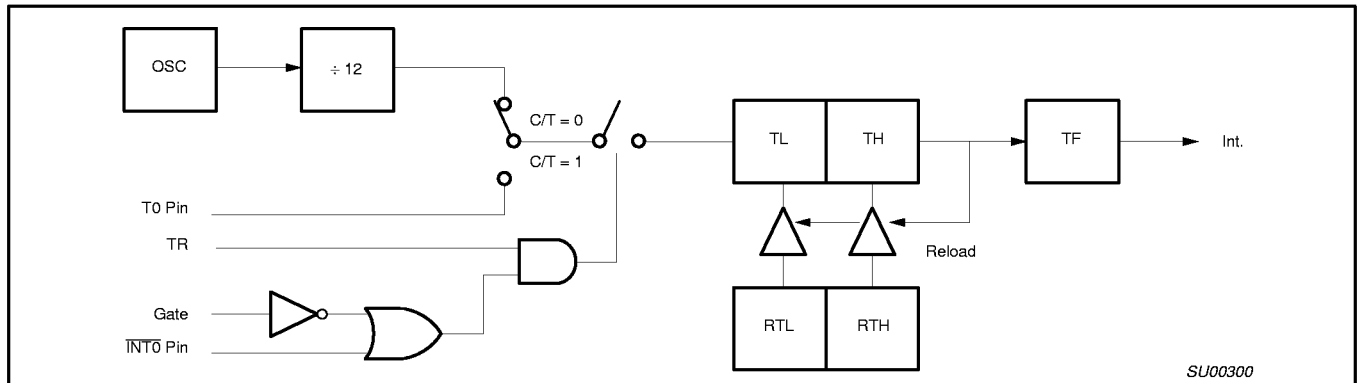 OSC
÷ 12
C/T = 0
C/T = 1
TL
TH
TF
Int.
T0 Pin
TR
Reload
Gate
INT0 Pin
RTL
RTH
SU00300